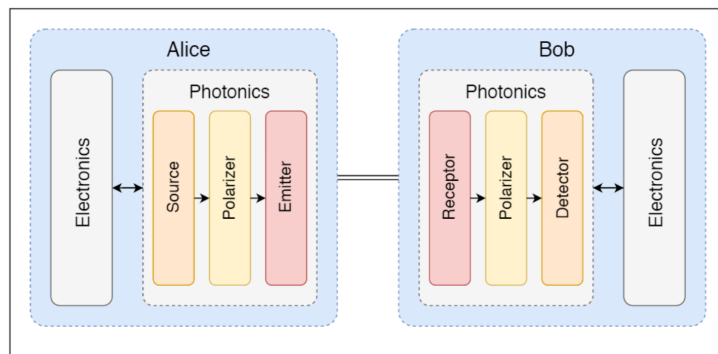 Alice
Bob
Electronics
Photonics
Source
Polarizer
Emitter
Photonics
Receptor
Polarizer
Detector
Electronics